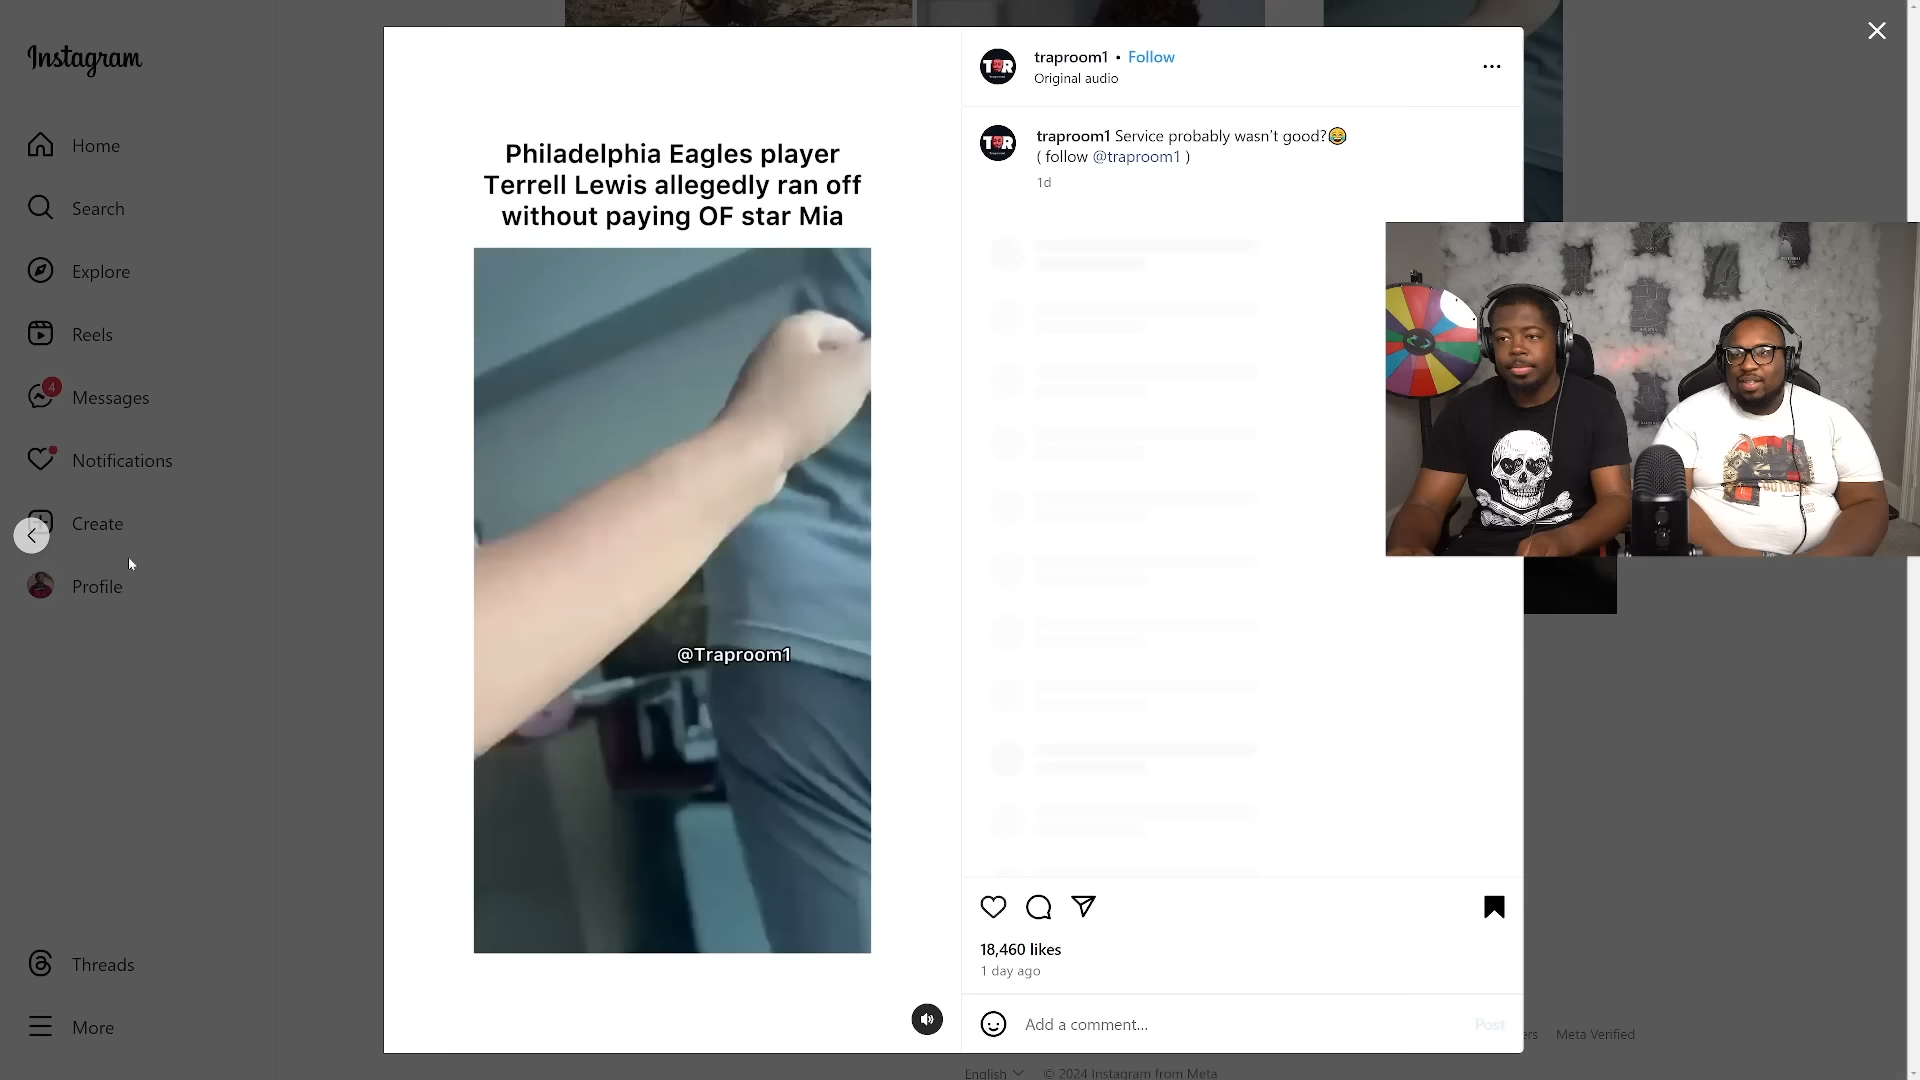 Instagram
Home
Search
Explore
Reels
4
Messages
Notifications
Create
Profile
Threads
More
Philadelphia Eagles player
Terrell Lewis allegedly ran off
without paying OF star Mia
@Traproom1
traproom1 • Follow
Original audio
traproom1 Service probably wasn't good?😂
( follow @traproom1 )
1d
18,460 likes
1 day ago
Add a comment...
Post
Meta Verified
English
© 2024 Instagram from Meta